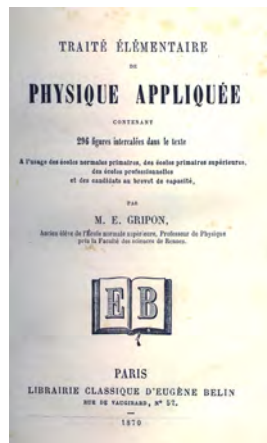 TRAITÉ ÉLÉMENTAIRE
DE
PHYSIQUE APPLIQUÉE
CONTENANT
296 figures intercalées dans le texte
A l'usage des écoles normales primaires, des écoles primaires supérieures,
des écoles professionnelles
et des candidats au brevet de capacité,
PAR
M. E. GRIPON,
Ancien élève de l'École normale supérieure, Professeur de Physique
près la Faculté des sciences de Rennes.
E B
PARIS
LIBRAIRIE CLASSIQUE D'EUGÈNE BELIN
RUE DE VAUGIRARD, N° 52.
1870